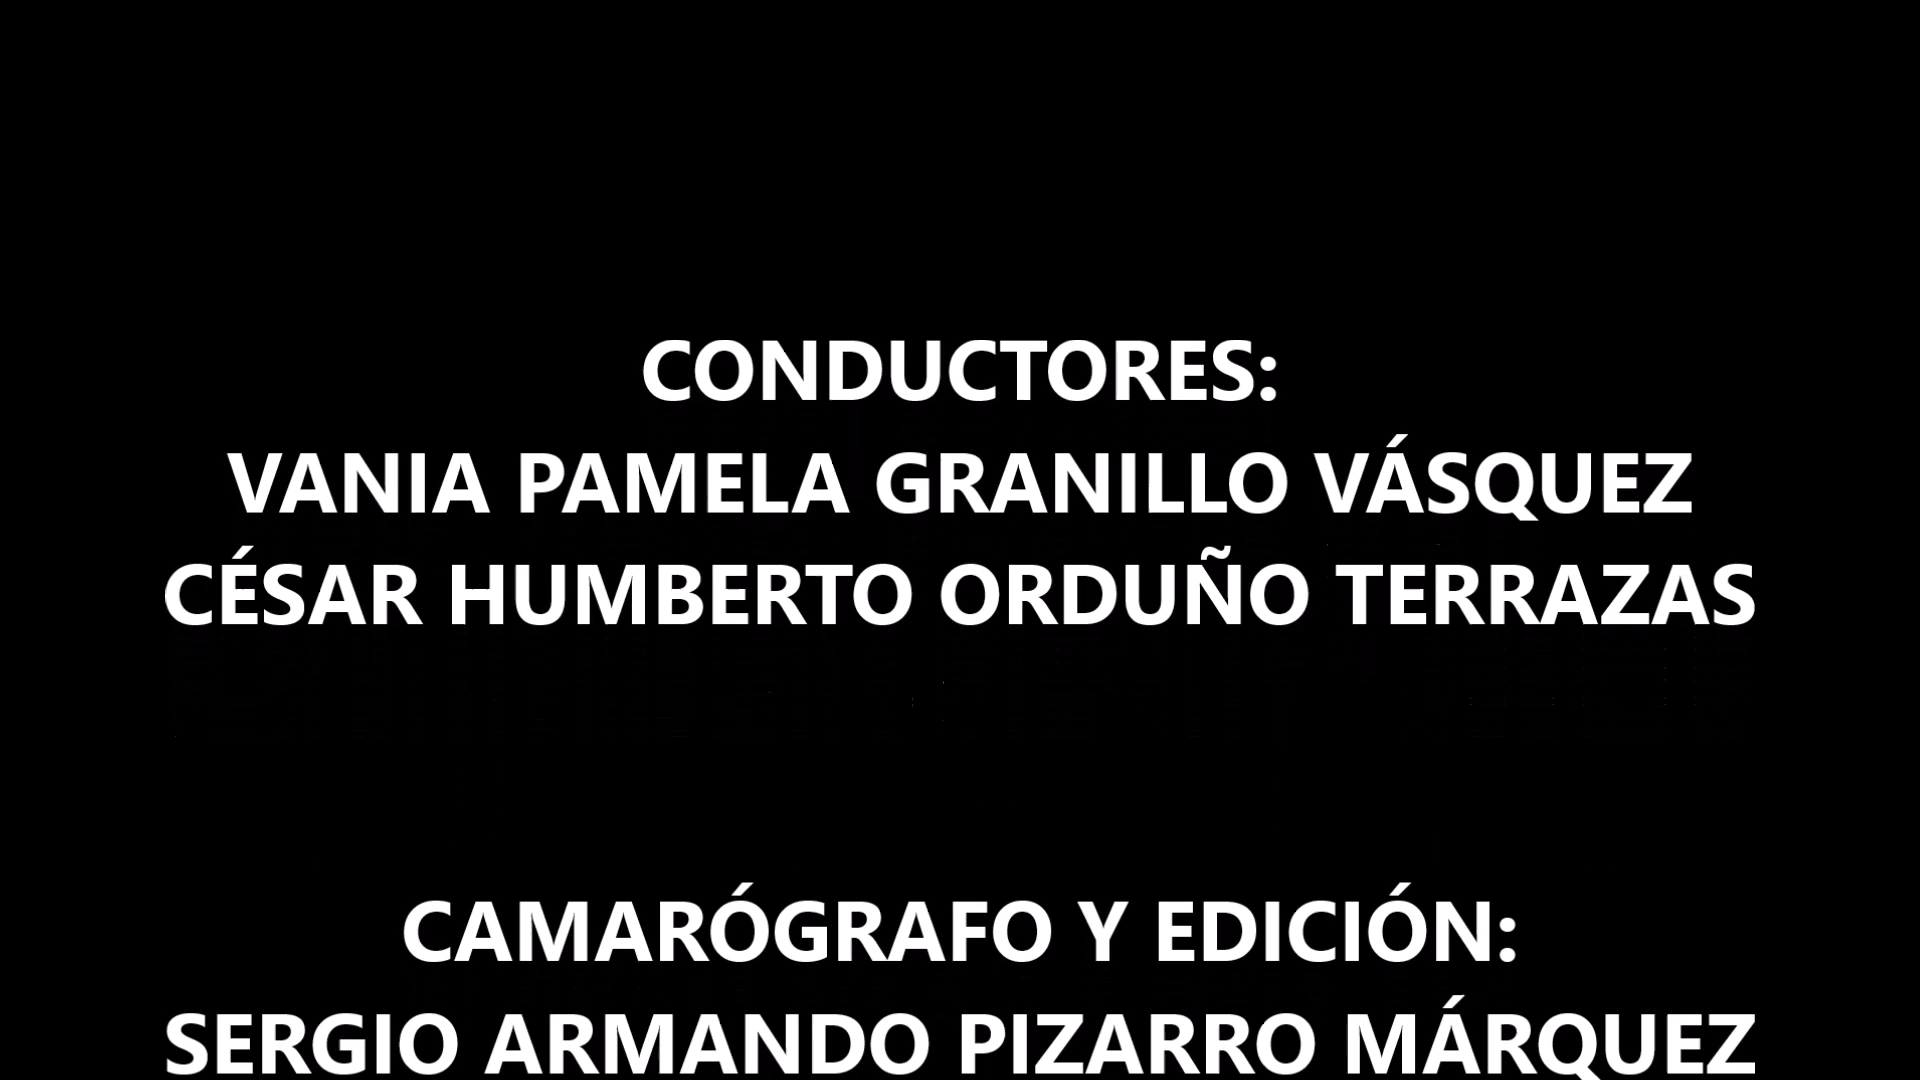 CONDUCTORES:
VANIA PAMELA GRANILLO VÁSQUEZ
CÉSAR HUMBERTO ORDUÑO TERRAZAS
CAMARÓGRAFO Y EDICIÓN:
SERGIO ARMANDO PIZARRO MÁRQUEZ